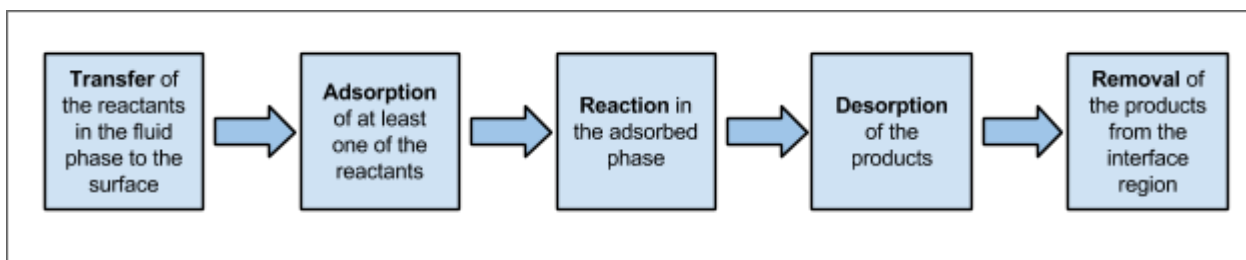 Transfer of
the reactants
in the fluid
phase to the
surface
Adsorption
of at least
one of the
reactants
Reaction in
the adsorbed
phase
Desorption
of the
products
Removal of
the products
from the
interface
region